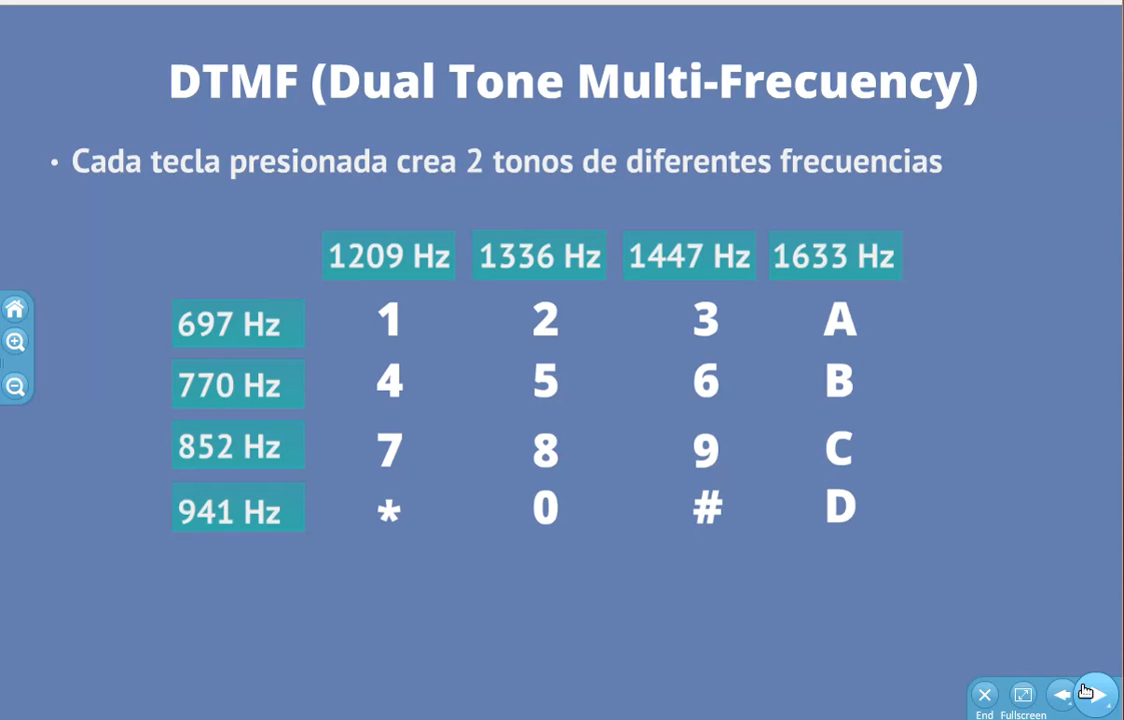 DTMF (Dual Tone Multi-Frecuency)
· Cada tecla presionada crea 2 tonos de diferentes frecuencias
1209 Hz 1336 Hz 1447 Hz 1633 Hz
697 Hz 1 2 3 A
770 Hz 4 5 6 B
852 Hz 7 8 9 C
941 Hz * 0 # D
End Fullscreen